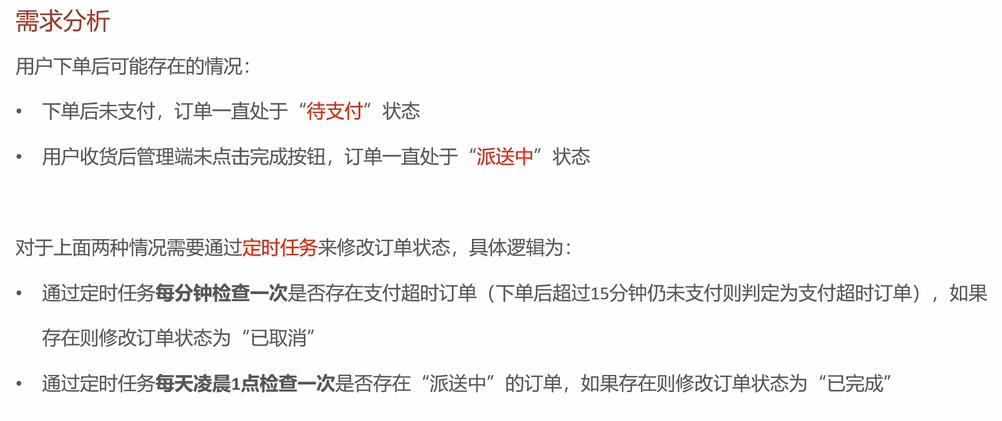 需求分析
用户下单后可能存在的情况：
• 下单后未支付，订单一直处于“待支付”状态
• 用户收货后管理端未点击完成按钮，订单一直处于“派送中”状态
对于上面两种情况需要通过定时任务来修改订单状态，具体逻辑为：
• 通过定时任务每分钟检查一次是否存在支付超时订单（下单后超过15分钟仍未支付则判定为支付超时订单），如果
存在则修改订单状态为“已取消”
• 通过定时任务每天凌晨1点检查一次是否存在“派送中”的订单，如果存在则修改订单状态为“已完成”